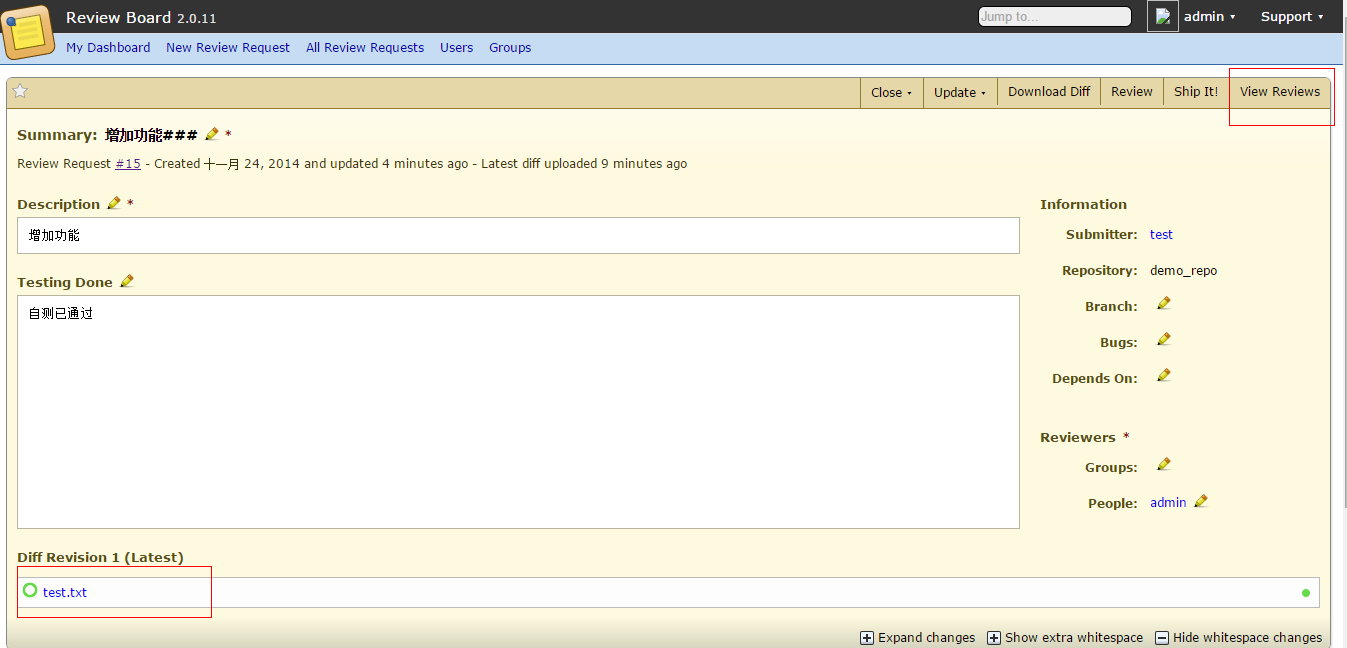 Review Board 2.0.11
Jump to...
admin ▾
Support ▾
My Dashboard New Review Request All Review Requests Users Groups
Close ▾ Update ▾ Download Diff Review Ship It! View Reviews
Summary: 增加功能### *
Review Request #15 - Created 十一月 24, 2014 and updated 4 minutes ago - Latest diff uploaded 9 minutes ago
Description *
增加功能
Testing Done
自测已通过
Information
Submitter: test
Repository: demo_repo
Branch:
Bugs:
Depends On:
Reviewers *
Groups:
People: admin
Diff Revision 1 (Latest)
test.txt
Expand changes Show extra whitespace Hide whitespace changes